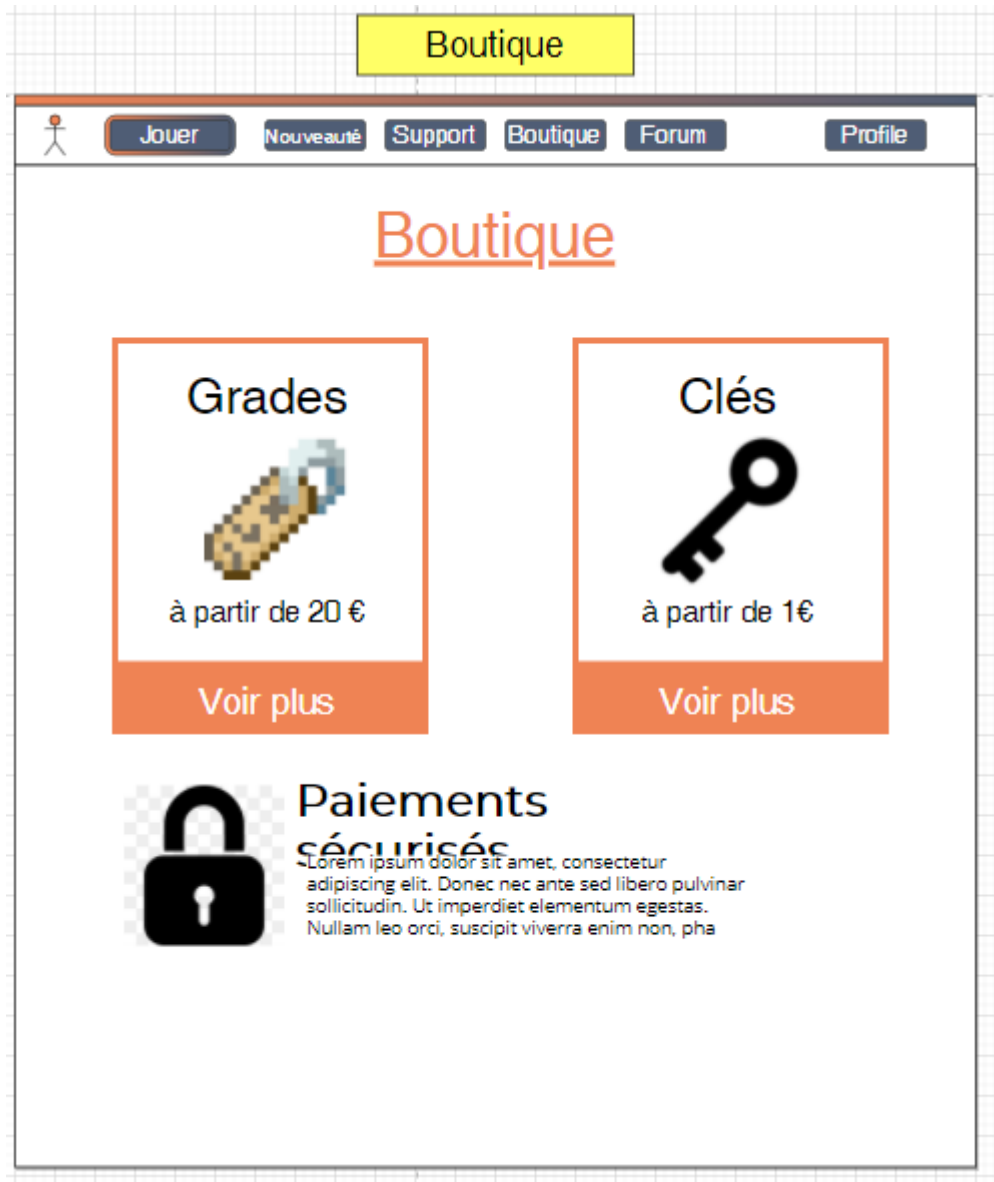 Boutique
Jouer
Nouveauté
Support
Boutique
Forum
Profile
Boutique
Grades
Clés
à partir de 20 €
à partir de 1€
Voir plus
Voir plus
Paiements
sécurisés
Lorem ipsum dolor sit amet, consectetur
adipiscing elit. Donec nec ante sed libero pulvinar
sollicitudin. Ut imperdiet elementum egestas.
Nullam leo orci, suscipit viverra enim non, pha